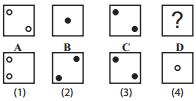 ?
A B C D
(1) (2) (3) (4)